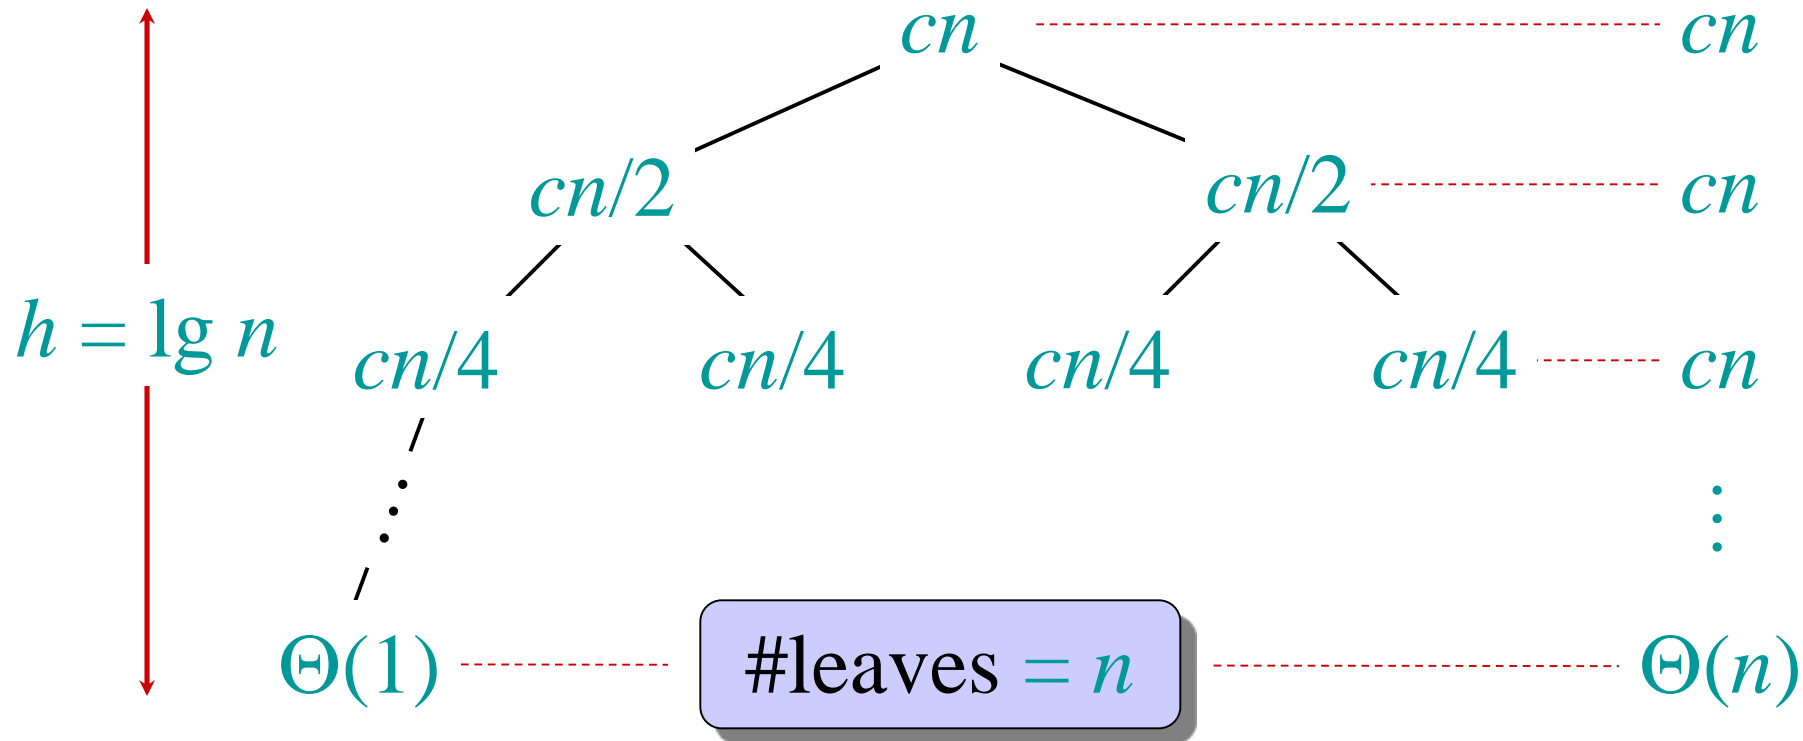 cn cn
cn/2 cn/2 cn
h = lg n cn/4 cn/4 cn/4 cn/4 cn
Θ(1) #leaves = n Θ(n)